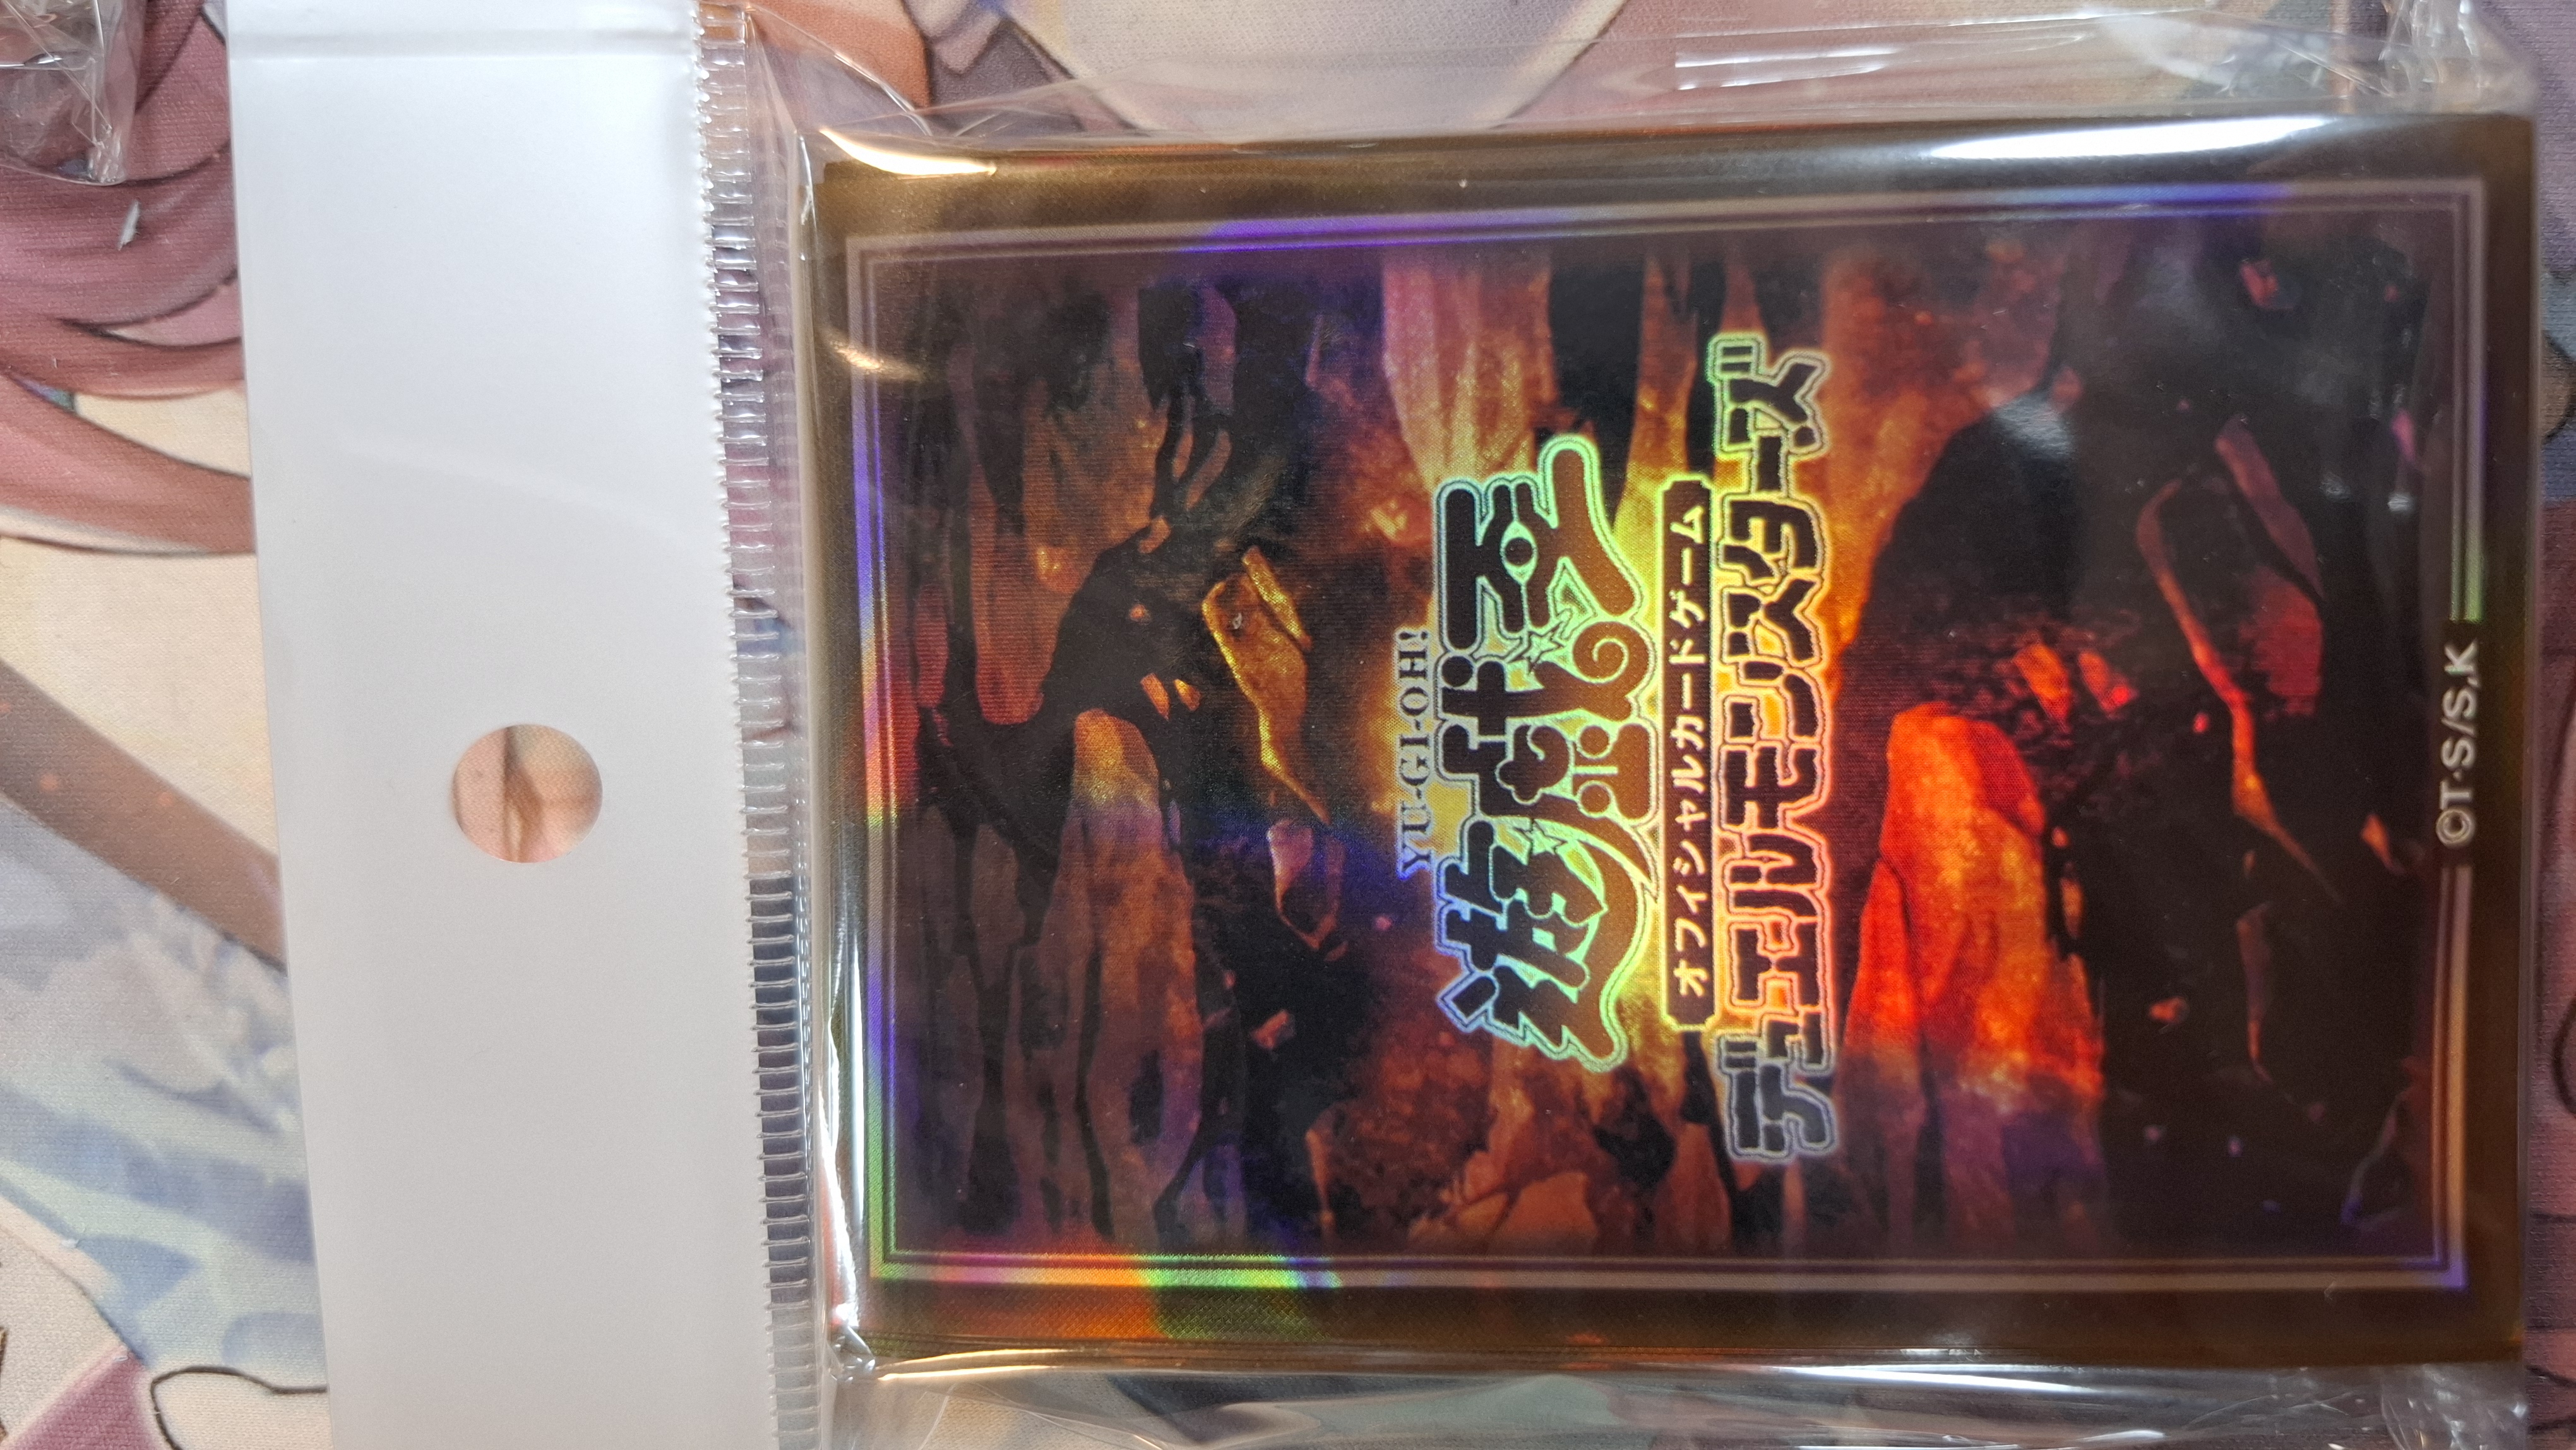 YU-GI-OH!
遊戯王
オフィシャルカードゲーム
デュエルモンスターズ
©T・S/S,K